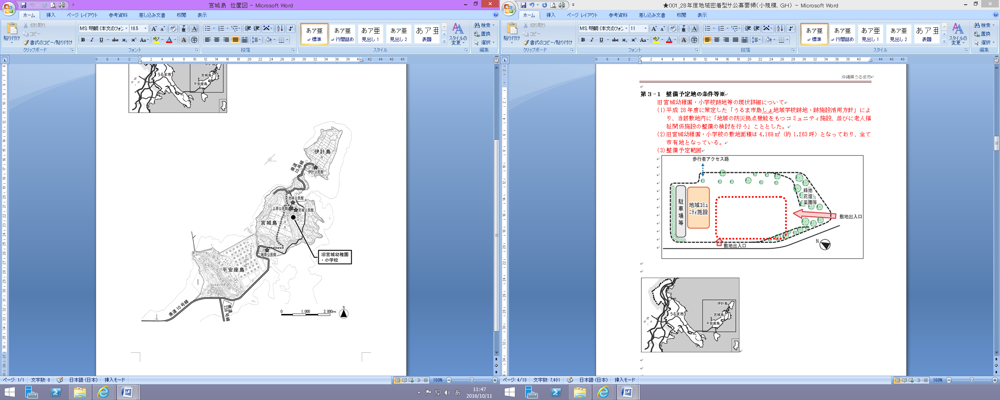 宮城島　位置図 - Microsoft Word
ホーム 挿入 ページ レイアウト 参考資料 差し込み文書 校閲 表示
貼り付け
切り取り
コピー
書式のコピー/貼り付け
クリップボード
MS 明朝 (本文のフォン 10.5
フォント
段落
あア亜 あア亜 あア亜 あア亜 あア亜
標準 行間詰め 見出し 1 見出し 2 表題
スタイルの変更
スタイル
検索
置換
選択
編集
伊計島
うるま市
宮城島
平安座島
伊計島
県道10号線
伊計公民館
池味公民館
上原公民館
宮城公民館
宮城島
桃原公民館
旧宮城幼稚園
・小学校
平安座島
県道10号線
県道238号線
0 1,000 2,000m
N
ページ: 1/1 文字数: 0 日本語 (日本) 挿入モード 100%
あ 11:47
2016/10/11
★001_28年度地域密着型サ公募要領(小規模、GH) - Microsoft Word
ホーム 挿入 ページ レイアウト 参考資料 差し込み文書 校閲 表示
貼り付け
切り取り
コピー
書式のコピー/貼り付け
クリップボード
MS 明朝 (本文のフォン 11
フォント
段落
あア亜 あア亜 あア亜 あア亜 あア亜
標準 行間詰め 見出し 1 見出し 2 表題
スタイルの変更
スタイル
検索
置換
選択
編集
沖縄県うるま市
第３-１　整備予定地の条件等※
旧宮城幼稚園・小学校跡地等の現状詳細について
(1)平成 26 年度に策定した「うるま市島しょ地域学校跡地・跡施設活用方針」によ
り、当該敷地内に「地域の防災拠点機能をもつコミュニティ施設、並びに老人福
祉関係施設の整備の検討を行う」こととした。
(2)旧宮城幼稚園・小学校の敷地面積は 4,169 ㎡（約 1,263 坪）となっており、全て
市有地となっている。
(3)整備予定範囲
歩行者アクセス路
駐車場等
地域コミュ
ニティ施設
緑地
花壇・
菜園等
敷地出入口
敷地出入口
N
伊計島
宮城島
うるま市
平安座島
ページ: 4/13 文字数: 7,401 日本語 (日本) 挿入モード 100%